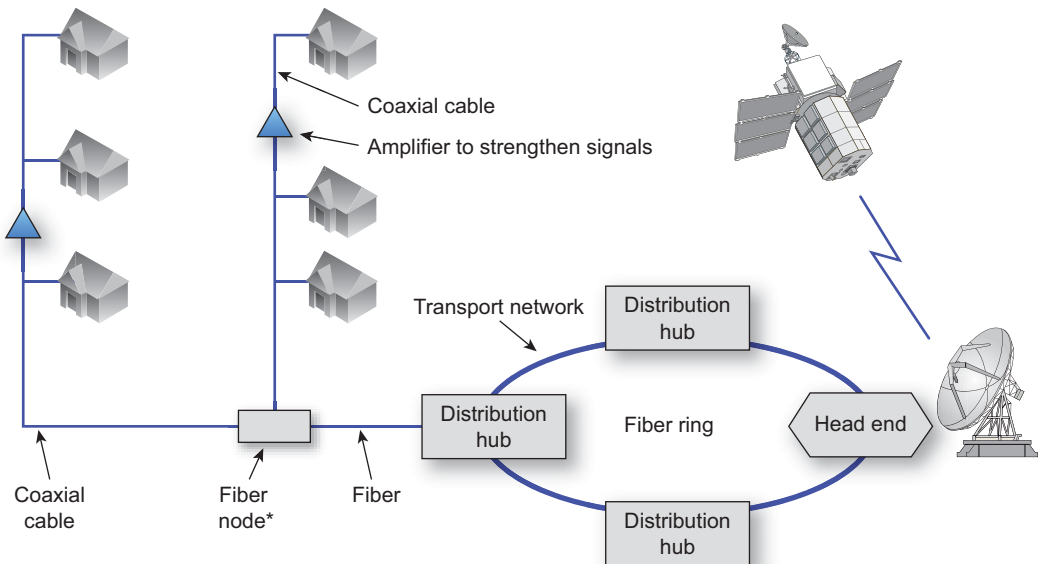 Coaxial cable
Amplifier to strengthen signals
Transport network
Distribution
hub
Distribution
hub
Fiber ring
Head end
Coaxial
cable
Fiber
node*
Fiber
Distribution
hub